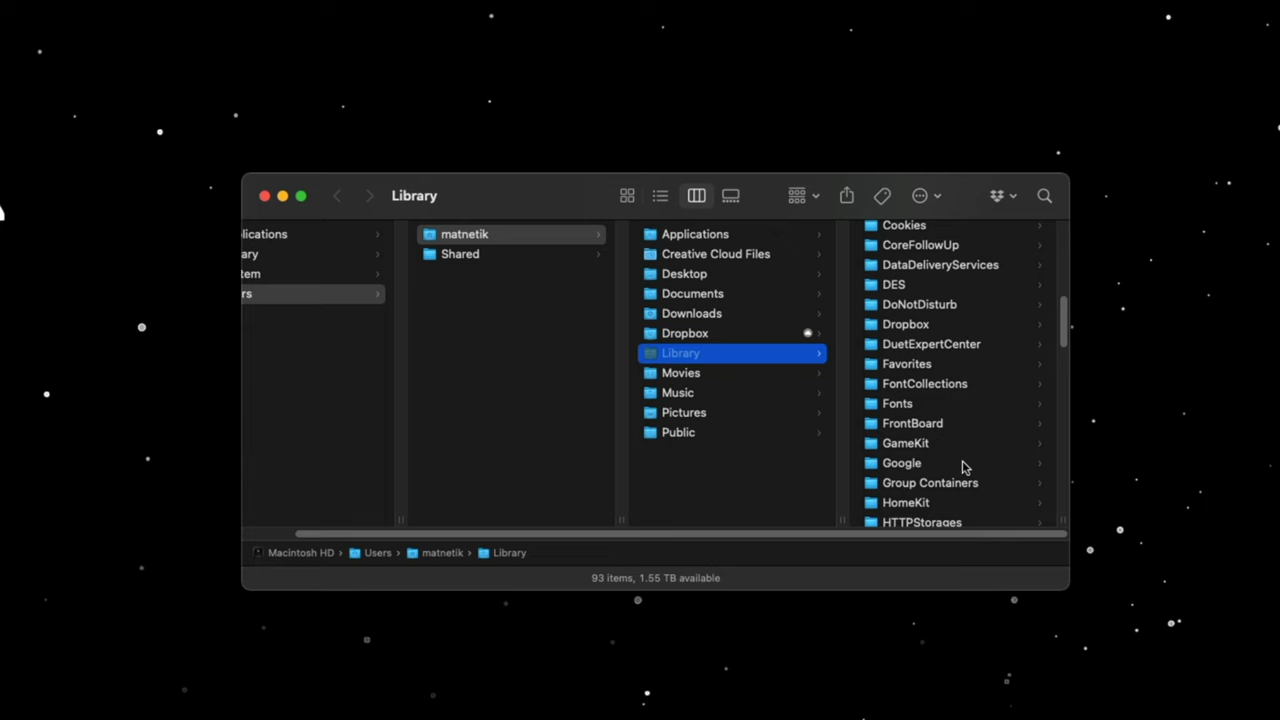 Library
lications
ary
tem
rs
matnetik
Shared
Applications
Creative Cloud Files
Desktop
Documents
Downloads
Dropbox
Library
Movies
Music
Pictures
Public
Cookies
CoreFollowUp
DataDeliveryServices
DES
DoNotDisturb
Dropbox
DuetExpertCenter
Favorites
FontCollections
Fonts
FrontBoard
GameKit
Google
Group Containers
HomeKit
HTTPStorages
Macintosh HD › Users › matnetik › Library
93 items, 1.55 TB available